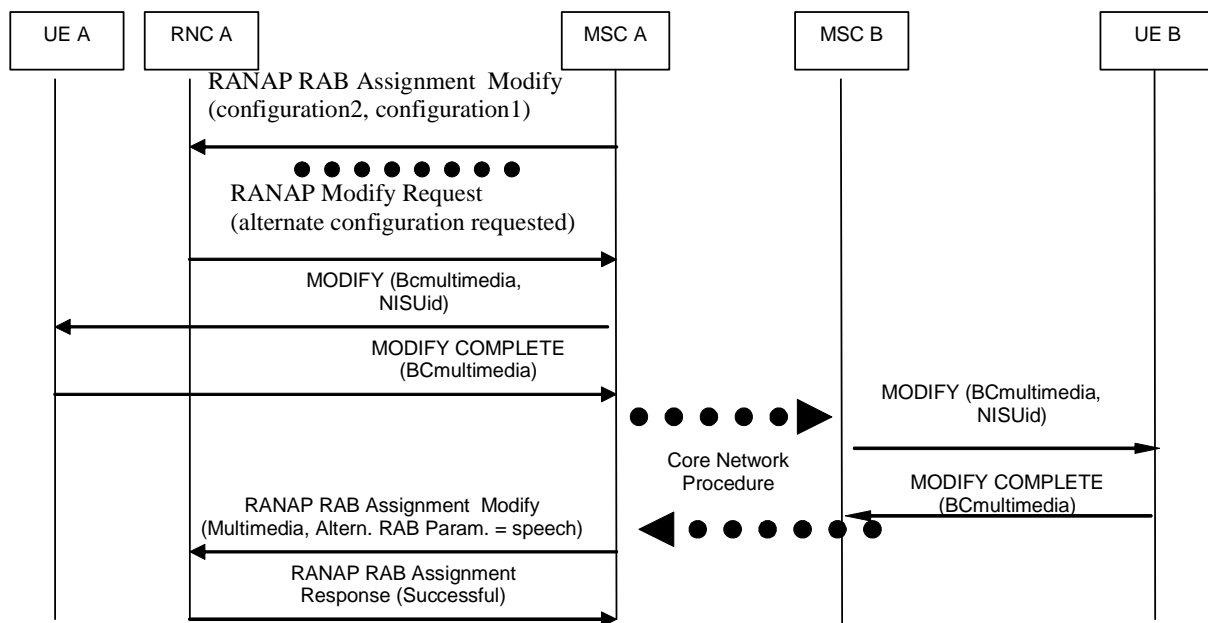 UE A
RNC A
MSC A
MSC B
UE B
RANAP RAB Assignment Modify
(configuration2, configuration1)
RANAP Modify Request
(alternate configuration requested)
MODIFY (Bcmultimedia,
NISUid)
MODIFY COMPLETE
(BCmultimedia)
MODIFY (BCmultimedia,
NISUid)
Core Network
Procedure
MODIFY COMPLETE
(BCmultimedia)
RANAP RAB Assignment Modify
(Multimedia, Altern. RAB Param. = speech)
RANAP RAB Assignment
Response (Successful)